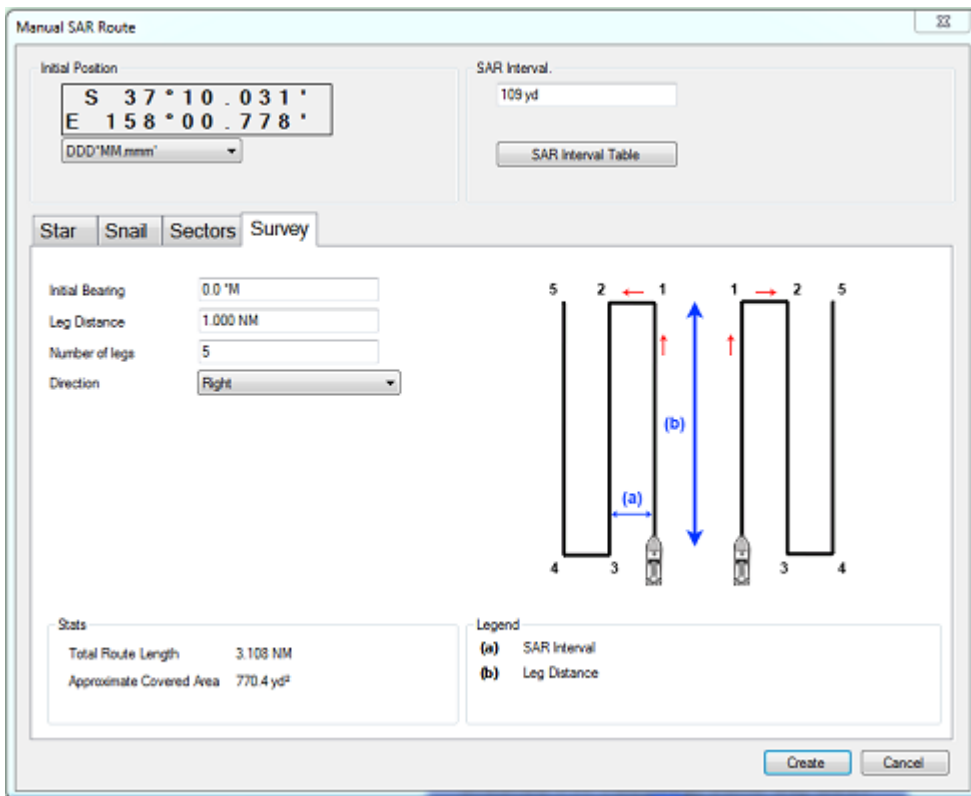 Manual SAR Route
Initial Position
S 37°10.031'
E 158°00.778'
DDD°MM.mmm'
SAR Interval.
109 yd
SAR Interval Table
Star Snail Sectors Survey
Initial Bearing 0.0 °M
Leg Distance 1.000 NM
Number of legs 5
Direction Right
5 2 1 1 2 5
(b)
(a)
4 3 3 4
Stats
Total Route Length 3.108 NM
Approximate Covered Area 770.4 yd²
Legend
(a) SAR Interval
(b) Leg Distance
Create Cancel